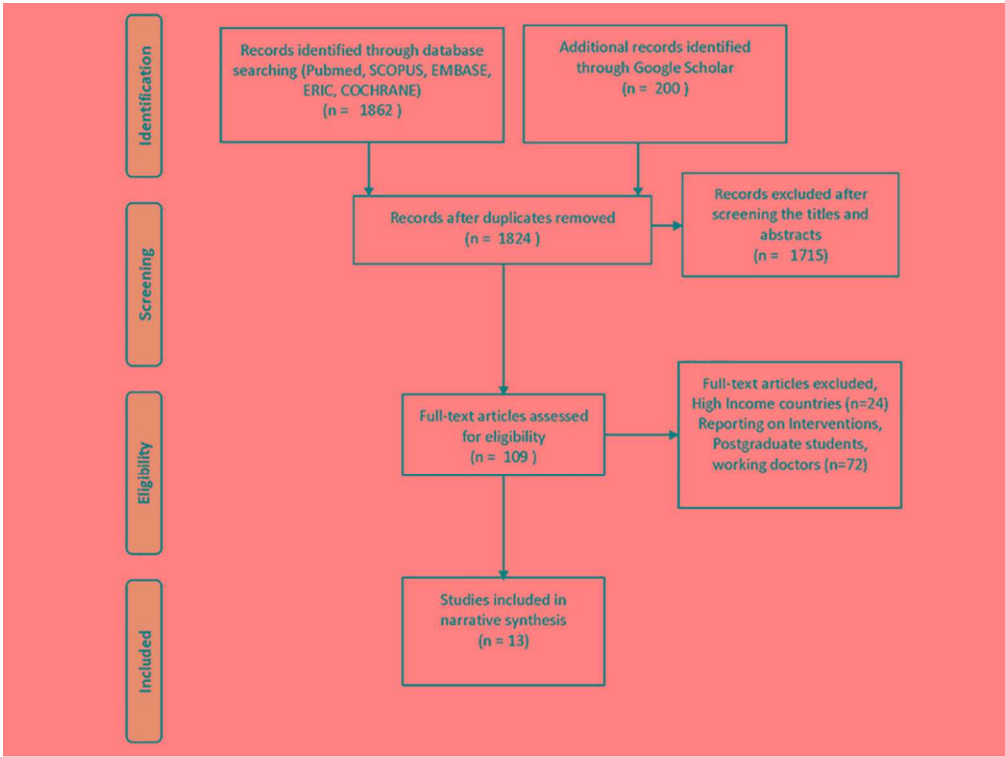 Identification
Records identified through database
searching (Pubmed, SCOPUS, EMBASE,
ERIC, COCHRANE)
(n = 1862 )
Additional records identified
through Google Scholar
(n = 200 )
Screening
Records after duplicates removed
(n = 1824 )
Records excluded after
screening the titles and
abstracts
(n = 1715)
Eligibility
Full-text articles assessed
for eligibility
(n = 109 )
Full-text articles excluded,
High Income countries (n=24)
Reporting on Interventions,
Postgraduate students,
working doctors (n=72)
Included
Studies included in
narrative synthesis
(n = 13)